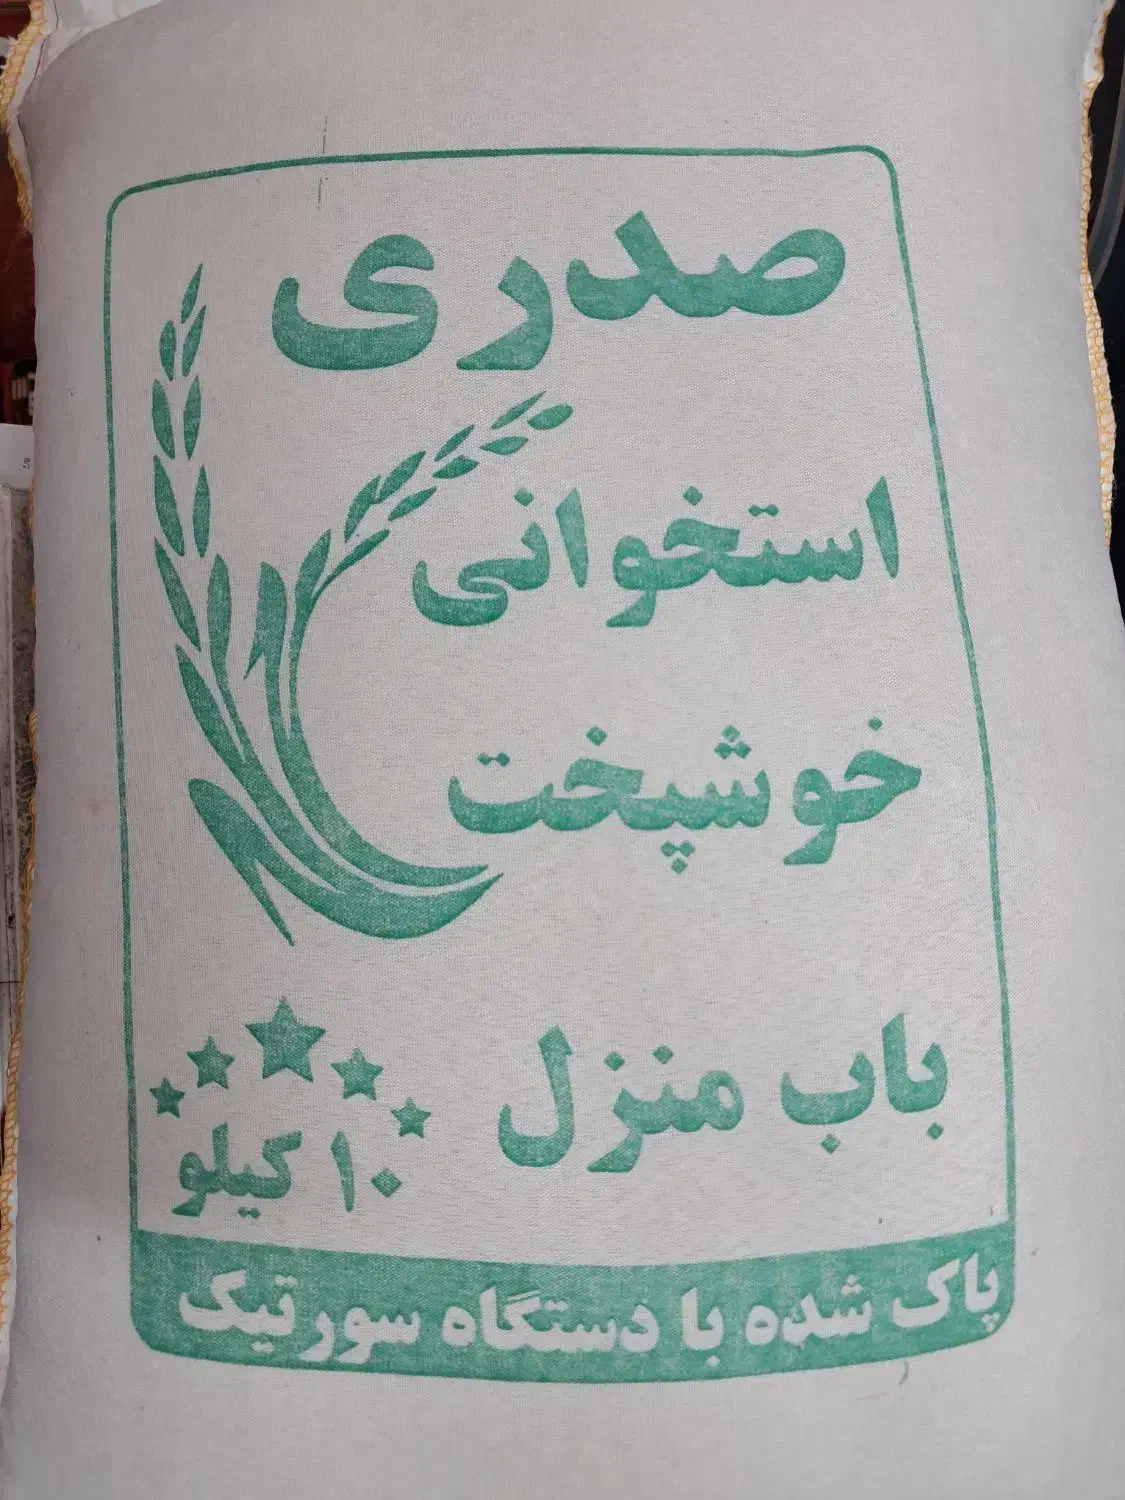 صدری
استخوانی
خوشپخت
باب منزل
۱۰ کیلو
پاک شده با دستگاه سورتیک